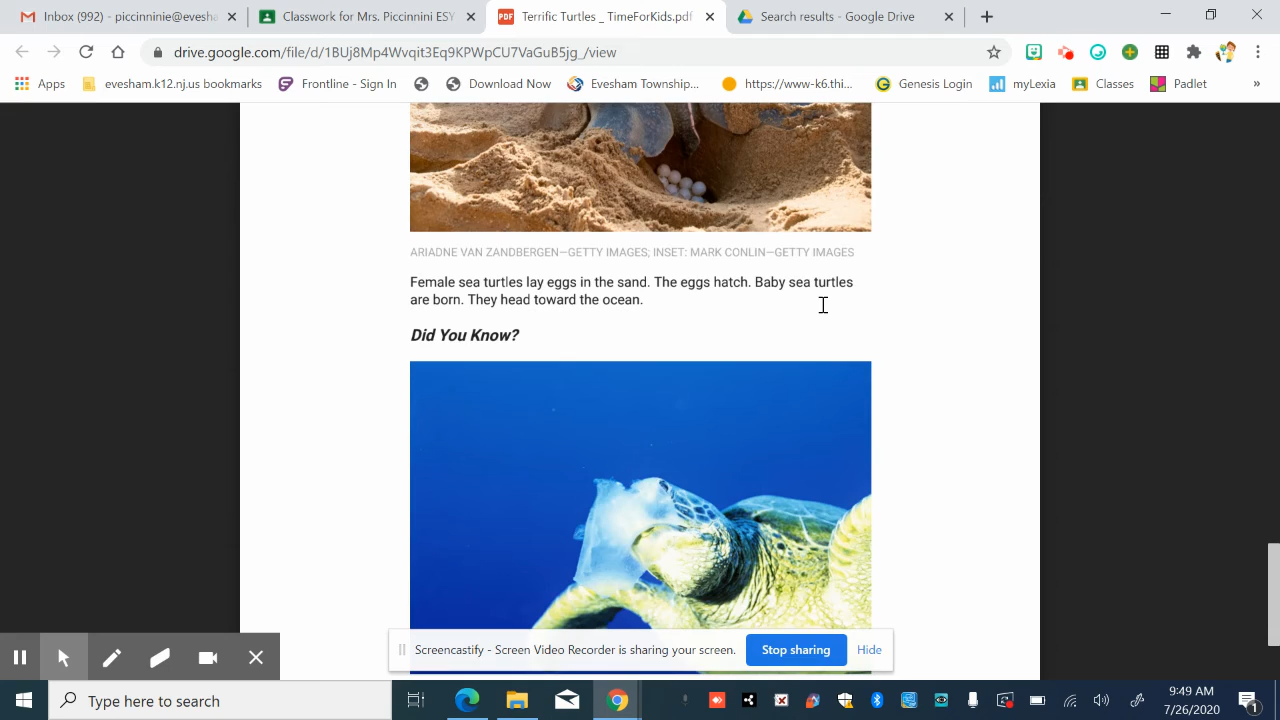 Inbox (992) - piccinninie@evesha
Classwork for Mrs. Piccinnini ESY
PDF
Terrific Turtles _ TimeForKids.pdf
Search results - Google Drive
drive.google.com/file/d/1BUj8Mp4Wvqit3Eq9KPWpCU7VaGuB5jg_/view
Apps
evesham.k12.nj.us bookmarks
Frontline - Sign In
Download Now
Evesham Township...
https://www-k6.thi...
Genesis Login
myLexia
Classes
Padlet
»
ARIADNE VAN ZANDBERGEN—GETTY IMAGES; INSET: MARK CONLIN—GETTY IMAGES
Female sea turtles lay eggs in the sand. The eggs hatch. Baby sea turtles
are born. They head toward the ocean.
Did You Know?
Screencastify - Screen Video Recorder is sharing your screen.
Stop sharing
Hide
Type here to search
9:49 AM
7/26/2020
1